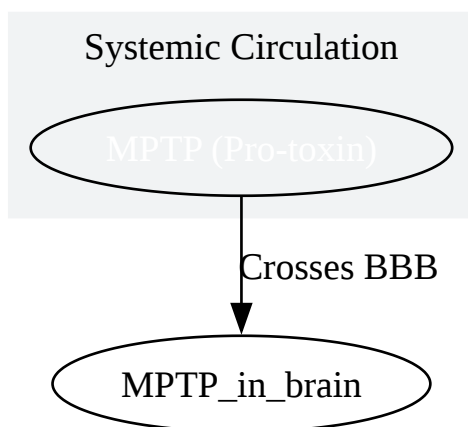 Systemic Circulation
MPTP (Pro-toxin)
Crosses BBB
MPTP_in_brain